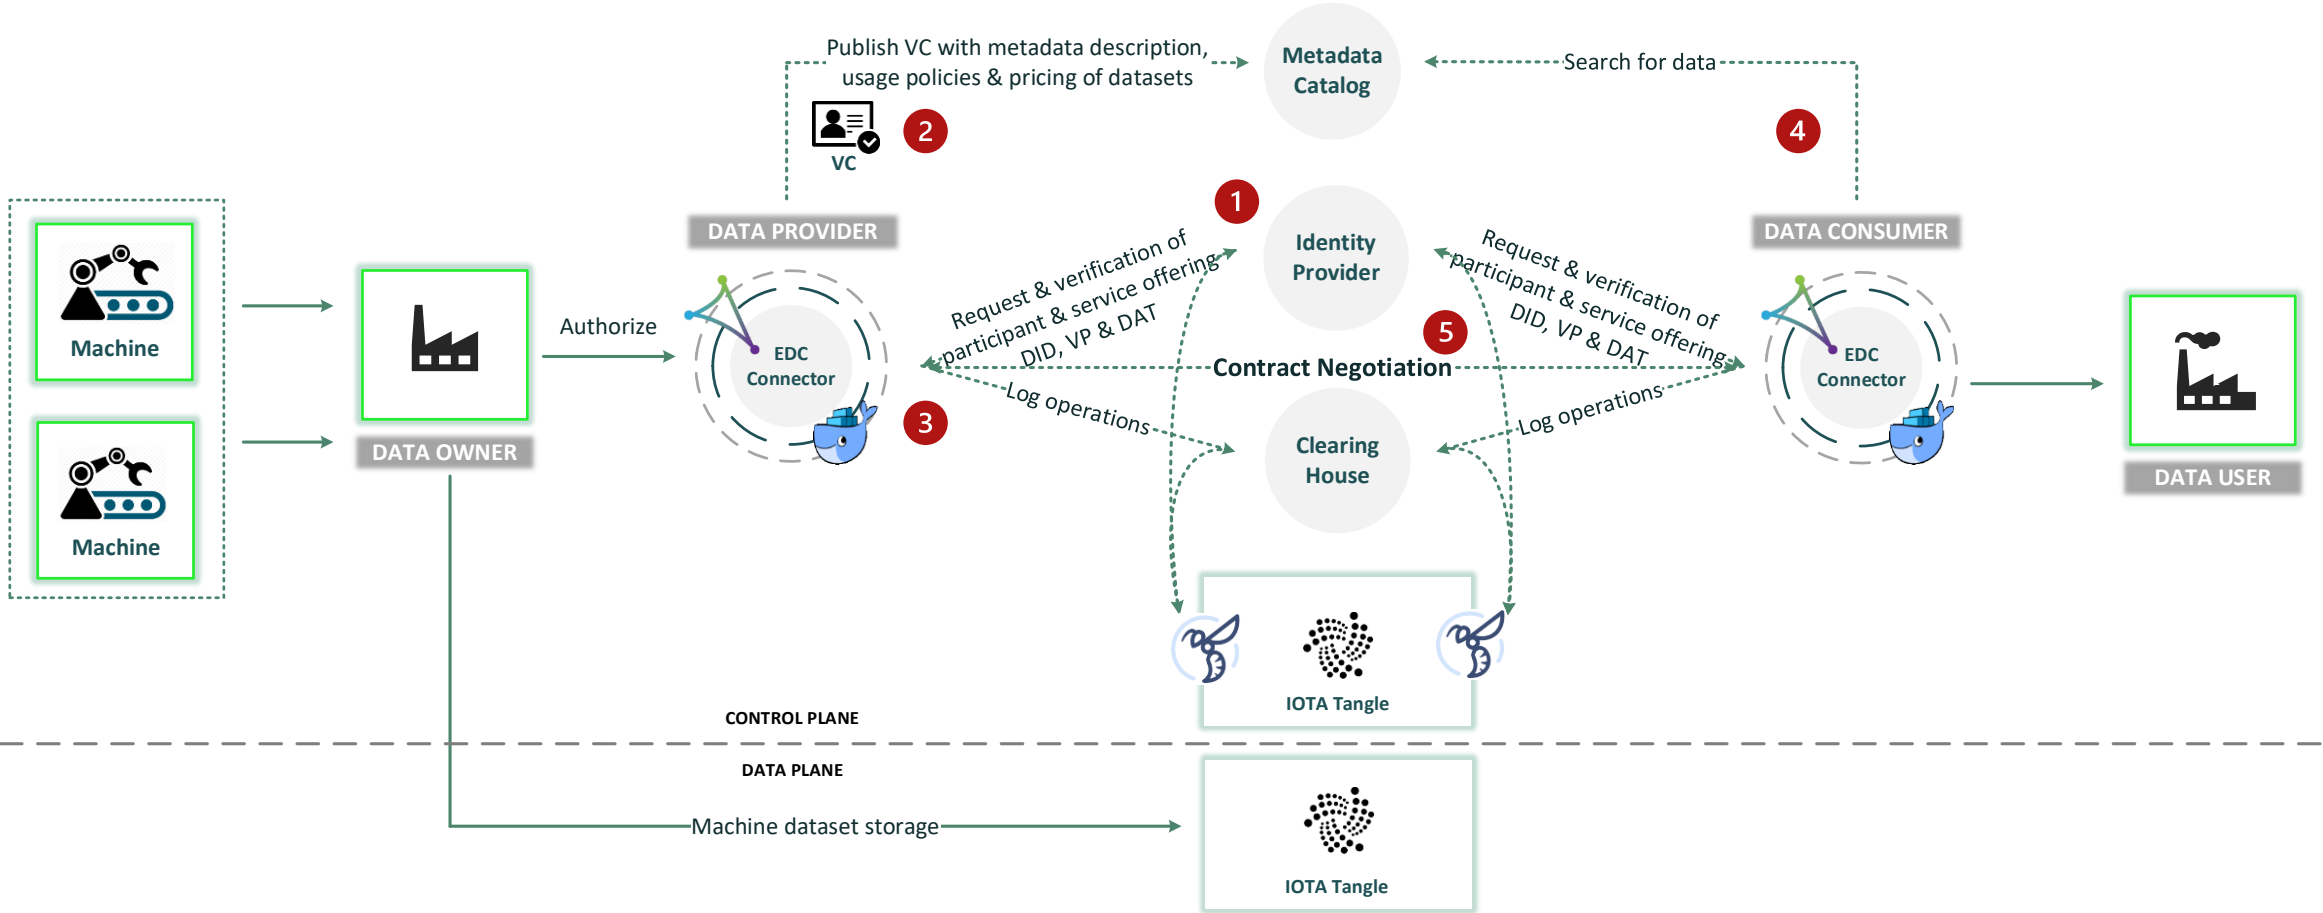 Publish VC with metadata description,
usage policies & pricing of datasets
Metadata
Catalog
Search for data
2
VC
4
1
DATA PROVIDER
Identity
Provider
DATA CONSUMER
Machine
Authorize
EDC
Connector
Request & verification of
participant & service offering
DID, VP & DAT
5
Request & verification of
participant & service offering
DID, VP & DAT
EDC
Connector
Contract Negotiation
Log operations
Log operations
3
DATA OWNER
Clearing
House
DATA USER
Machine
IOTA Tangle
CONTROL PLANE
DATA PLANE
Machine dataset storage
IOTA Tangle